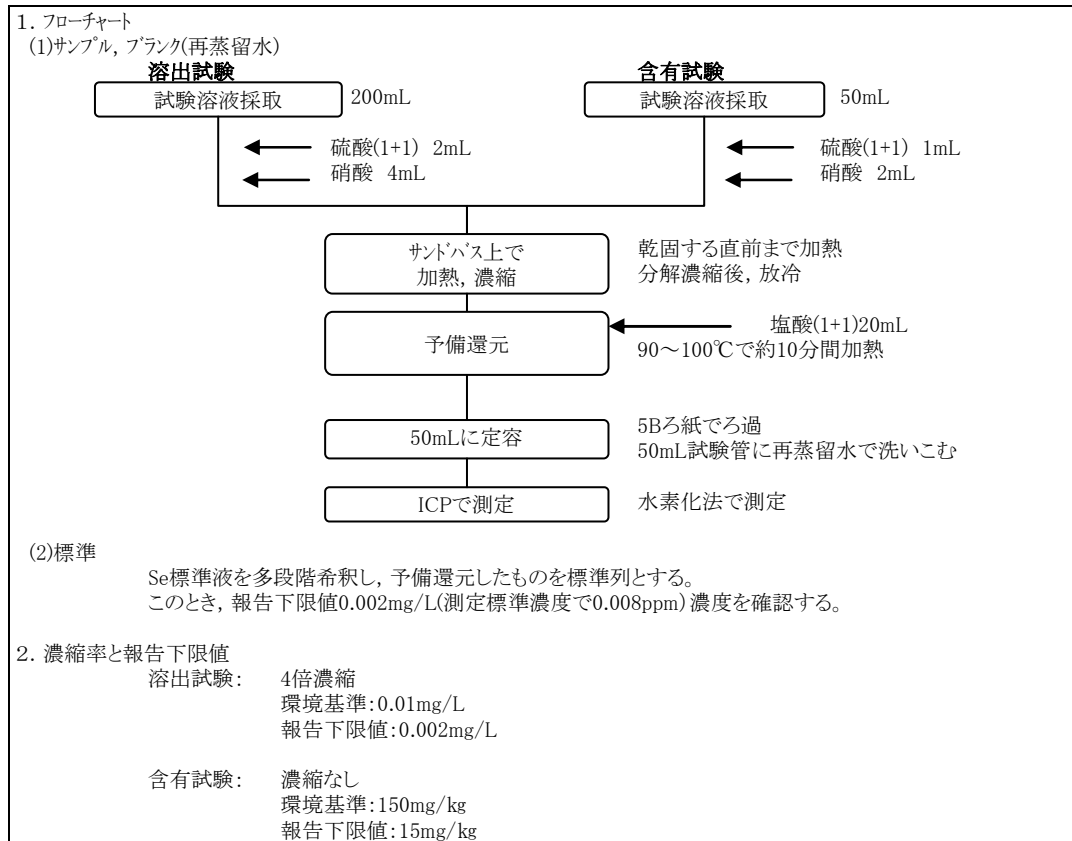 1. フローチャート
(1)サンプル, ブランク(再蒸留水)
溶出試験
試験溶液採取 200mL
硫酸(1+1) 2mL
硝酸 4mL
含有試験
試験溶液採取 50mL
硫酸(1+1) 1mL
硝酸 2mL
サンドバス上で
加熱, 濃縮
乾固する直前まで加熱
分解濃縮後, 放冷
予備還元
塩酸(1+1)20mL
90～100℃で約10分間加熱
50mLに定容
5Bろ紙でろ過
50mL試験管に再蒸留水で洗いこむ
ICPで測定
水素化法で測定
(2)標準
Se標準液を多段階希釈し, 予備還元したものを標準列とする。
このとき, 報告下限値0.002mg/L(測定標準濃度で0.008ppm)濃度を確認する。
2. 濃縮率と報告下限値
溶出試験: 4倍濃縮
環境基準:0.01mg/L
報告下限値:0.002mg/L
含有試験: 濃縮なし
環境基準:150mg/kg
報告下限値:15mg/kg